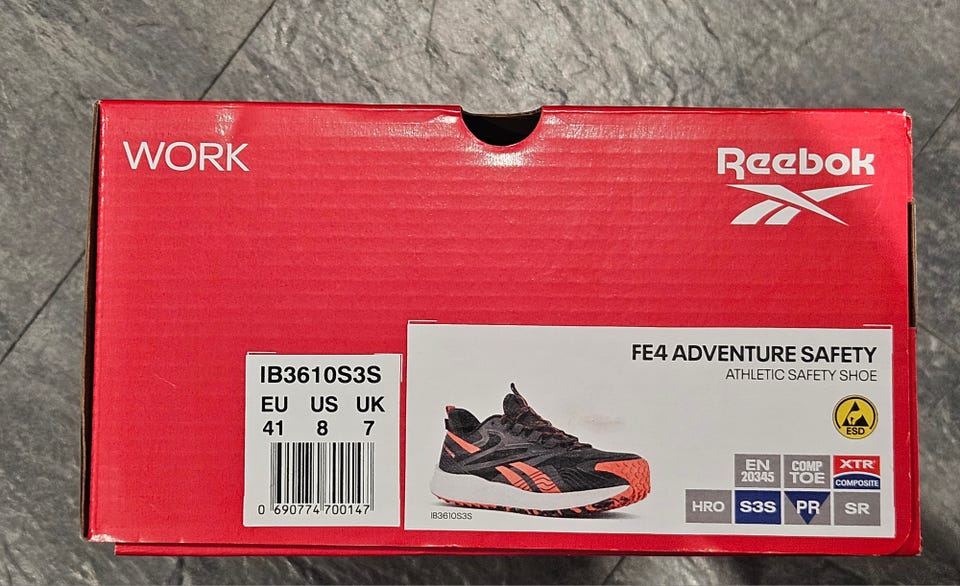 WORK
Reebok
IB3610S3S
EU US UK
41 8 7
0 690774 700147
FE4 ADVENTURE SAFETY
ATHLETIC SAFETY SHOE
ESD
EN
20345
COMP
TOE
XTR
COMPOSITE
HRO
S3S
PR
SR
IB3610S3S